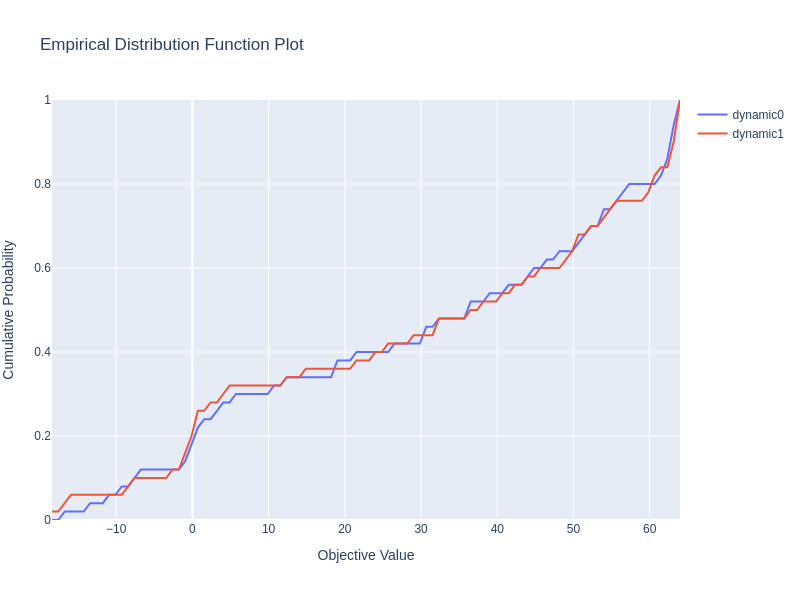 Empirical Distribution Function Plot
dynamic0
dynamic1
Cumulative Probability
1
0.8
0.6
0.4
0.2
0
−10
0
10
20
30
40
50
60
Objective Value